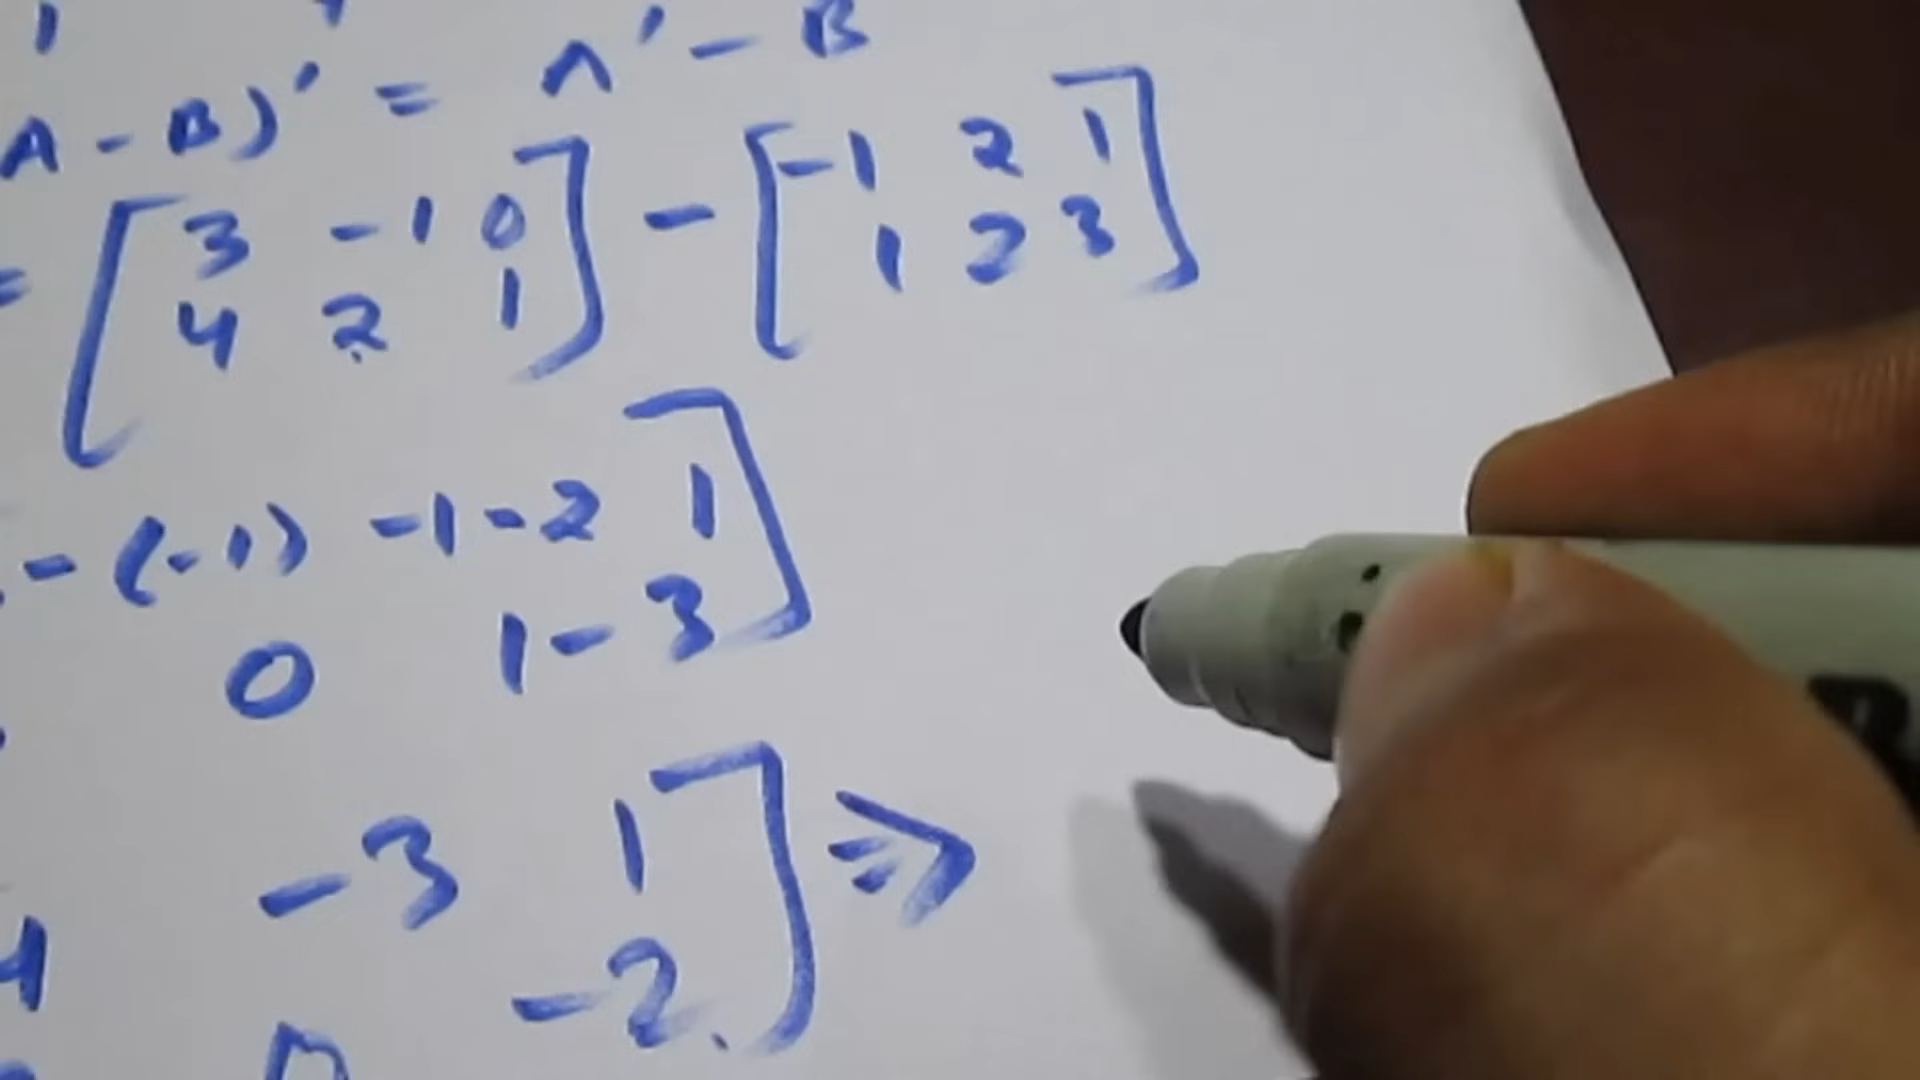 A - B)' = A' - B
= [ 3 -1 0 ] - [ -1 2 1 ]
4 2 1 1 2 3
- (-1) -1-2 1 ]
0 1-3
-3 1 ] ⇒
4 -2